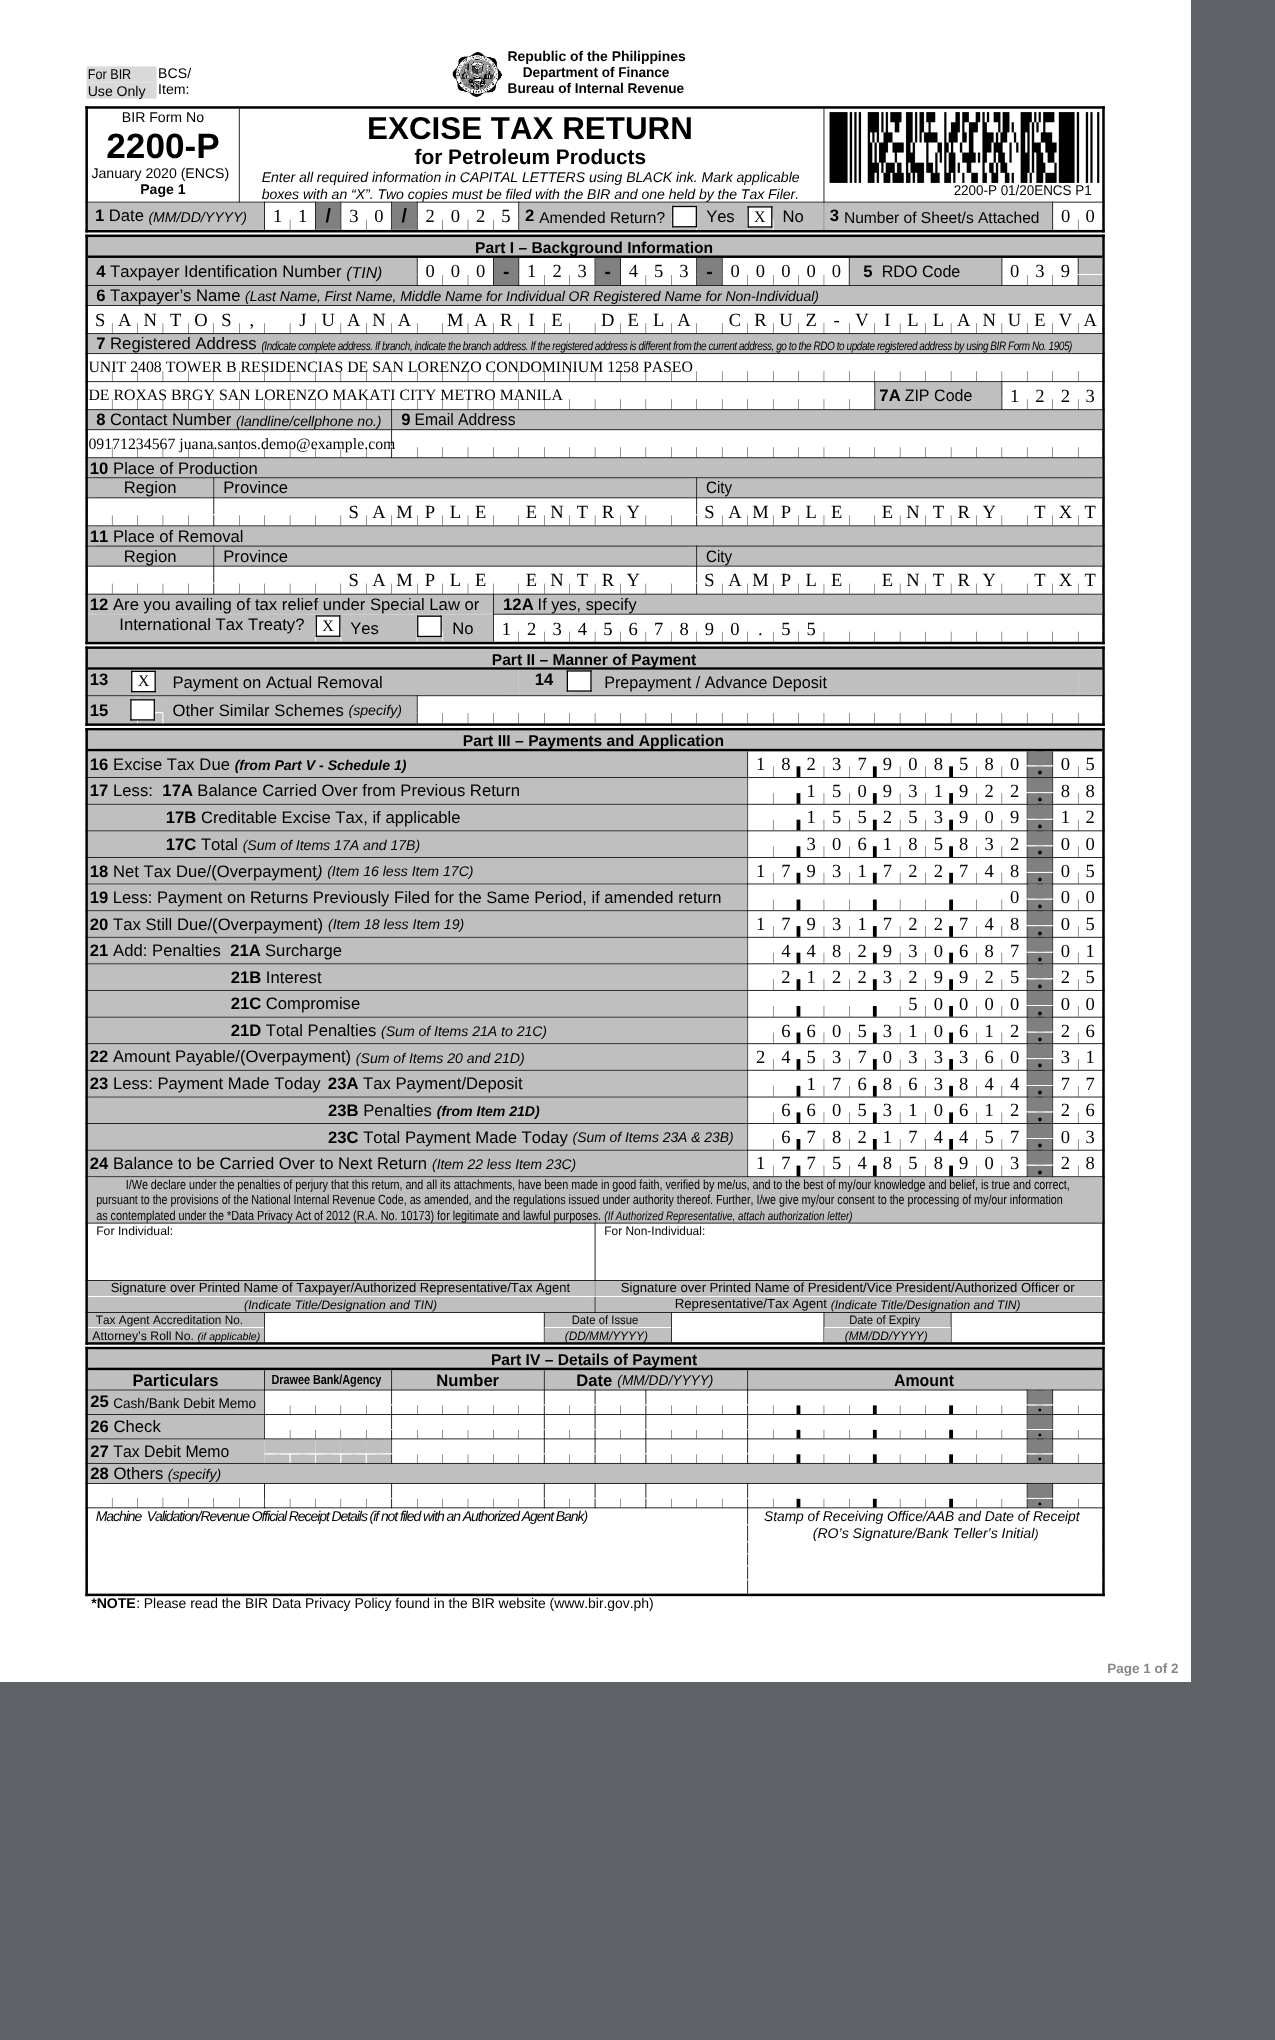 Republic of the Philippines
Department of Finance
Bureau of Internal Revenue
For BIR Use Only
BCS/ Item:
BIR Form No
2200-P
January 2020 (ENCS)
Page 1
EXCISE TAX RETURN
for Petroleum Products
Enter all required information in CAPITAL LETTERS using BLACK ink. Mark applicable
boxes with an “X”. Two copies must be filed with the BIR and one held by the Tax Filer.
2200-P 01/20ENCS P1
1 Date (MM/DD/YYYY) 11/30/2025 2 Amended Return? Yes X No 3 Number of Sheet/s Attached 00
Part I – Background Information
4 Taxpayer Identification Number (TIN) 000-123-453-00000 5 RDO Code 039
6 Taxpayer’s Name (Last Name, First Name, Middle Name for Individual OR Registered Name for Non-Individual)
SANTOS, JUANA MARIE DELA CRUZ-VILLANUEVA
7 Registered Address (Indicate complete address. If branch, indicate the branch address. If the registered address is different from the current address, go to the RDO to update registered address by using BIR Form No. 1905)
UNIT 2408 TOWER B RESIDENCIAS DE SAN LORENZO CONDOMINIUM 1258 PASEO
DE ROXAS BRGY SAN LORENZO MAKATI CITY METRO MANILA 7A ZIP Code 1223
8 Contact Number (landline/cellphone no.) 9 Email Address
09171234567 juana.santos.demo@example.com
10 Place of Production
Region Province City
SAMPLE ENTRY SAMPLE ENTRY TXT
11 Place of Removal
Region Province City
SAMPLE ENTRY SAMPLE ENTRY TXT
12 Are you availing of tax relief under Special Law or 12A If yes, specify
International Tax Treaty? X Yes No 1234567890.55
Part II – Manner of Payment
13 X Payment on Actual Removal 14 Prepayment / Advance Deposit
15 Other Similar Schemes (specify)
Part III – Payments and Application
16 Excise Tax Due (from Part V - Schedule 1) 18237908580.05
17 Less: 17A Balance Carried Over from Previous Return 150931922.88
17B Creditable Excise Tax, if applicable 155253909.12
17C Total (Sum of Items 17A and 17B) 306185832.00
18 Net Tax Due/(Overpayment) (Item 16 less Item 17C) 17931722748.05
19 Less: Payment on Returns Previously Filed for the Same Period, if amended return 0.00
20 Tax Still Due/(Overpayment) (Item 18 less Item 19) 17931722748.05
21 Add: Penalties 21A Surcharge 4482930687.01
21B Interest 2122329925.25
21C Compromise 50000.00
21D Total Penalties (Sum of Items 21A to 21C) 6605310612.26
22 Amount Payable/(Overpayment) (Sum of Items 20 and 21D) 24537033360.31
23 Less: Payment Made Today 23A Tax Payment/Deposit 176863844.77
23B Penalties (from Item 21D) 6605310612.26
23C Total Payment Made Today (Sum of Items 23A & 23B) 6782174457.03
24 Balance to be Carried Over to Next Return (Item 22 less Item 23C) 17754858903.28
I/We declare under the penalties of perjury that this return, and all its attachments, have been made in good faith, verified by me/us, and to the best of my/our knowledge and belief, is true and correct,
pursuant to the provisions of the National Internal Revenue Code, as amended, and the regulations issued under authority thereof. Further, I/we give my/our consent to the processing of my/our information
as contemplated under the *Data Privacy Act of 2012 (R.A. No. 10173) for legitimate and lawful purposes. (If Authorized Representative, attach authorization letter)
For Individual: For Non-Individual:
Signature over Printed Name of Taxpayer/Authorized Representative/Tax Agent
(Indicate Title/Designation and TIN)
Signature over Printed Name of President/Vice President/Authorized Officer or
Representative/Tax Agent (Indicate Title/Designation and TIN)
Tax Agent Accreditation No. Date of Issue Date of Expiry
Attorney’s Roll No. (if applicable) (DD/MM/YYYY) (MM/DD/YYYY)
Part IV – Details of Payment
Particulars Drawee Bank/Agency Number Date (MM/DD/YYYY) Amount
25 Cash/Bank Debit Memo
26 Check
27 Tax Debit Memo
28 Others (specify)
Machine Validation/Revenue Official Receipt Details (if not filed with an Authorized Agent Bank)
Stamp of Receiving Office/AAB and Date of Receipt
(RO’s Signature/Bank Teller’s Initial)
*NOTE: Please read the BIR Data Privacy Policy found in the BIR website (www.bir.gov.ph)
Page 1 of 2